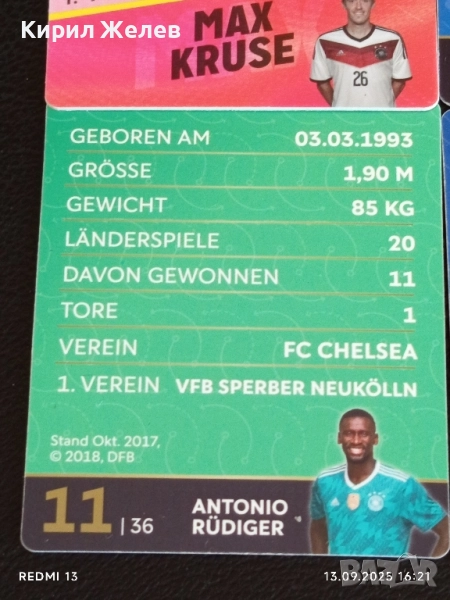 Кирил Желев
MAX
KRUSE
26
GEBOREN AM 03.03.1993
GRÖSSE 1,90 M
GEWICHT 85 KG
LÄNDERSPIELE 20
DAVON GEWONNEN 11
TORE 1
VEREIN FC CHELSEA
1. VEREIN VFB SPERBER NEUKÖLLN
Stand Okt. 2017,
© 2018, DFB
11 | 36
ANTONIO
RÜDIGER
REDMI 13
13.09.2025 16:21
bazar